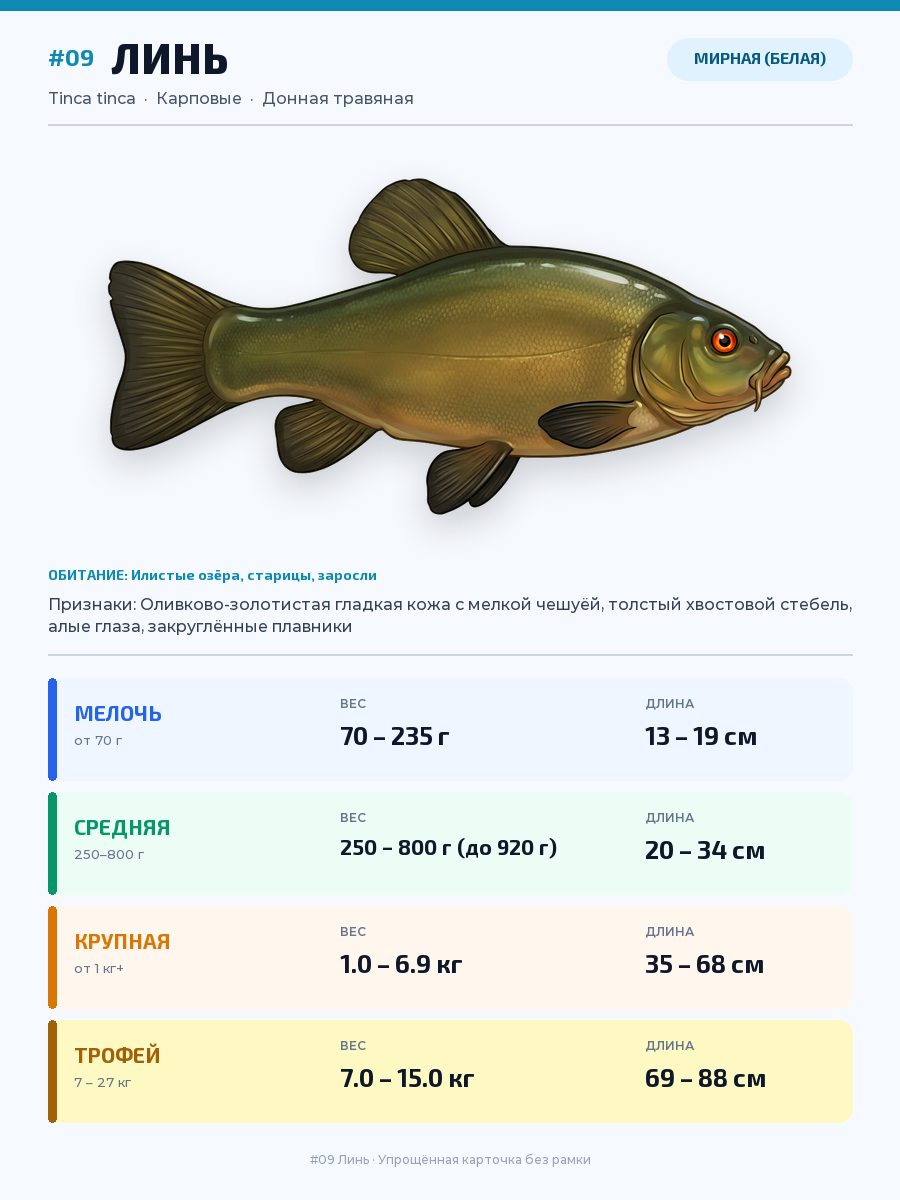 #09 ЛИНЬ
МИРНАЯ (БЕЛАЯ)
Tinca tinca · Карповые · Донная травяная
ОБИТАНИЕ: Илистые озёра, старицы, заросли
Признаки: Оливково-золотистая гладкая кожа с мелкой чешуёй, толстый хвостовой стебель,
алые глаза, закруглённые плавники
МЕЛОЧЬ
от 70 г
ВЕС
70 – 235 г
ДЛИНА
13 – 19 см
СРЕДНЯЯ
250–800 г
ВЕС
250 – 800 г (до 920 г)
ДЛИНА
20 – 34 см
КРУПНАЯ
от 1 кг+
ВЕС
1.0 – 6.9 кг
ДЛИНА
35 – 68 см
ТРОФЕЙ
7 – 27 кг
ВЕС
7.0 – 15.0 кг
ДЛИНА
69 – 88 см
#09 Линь · Упрощённая карточка без рамки